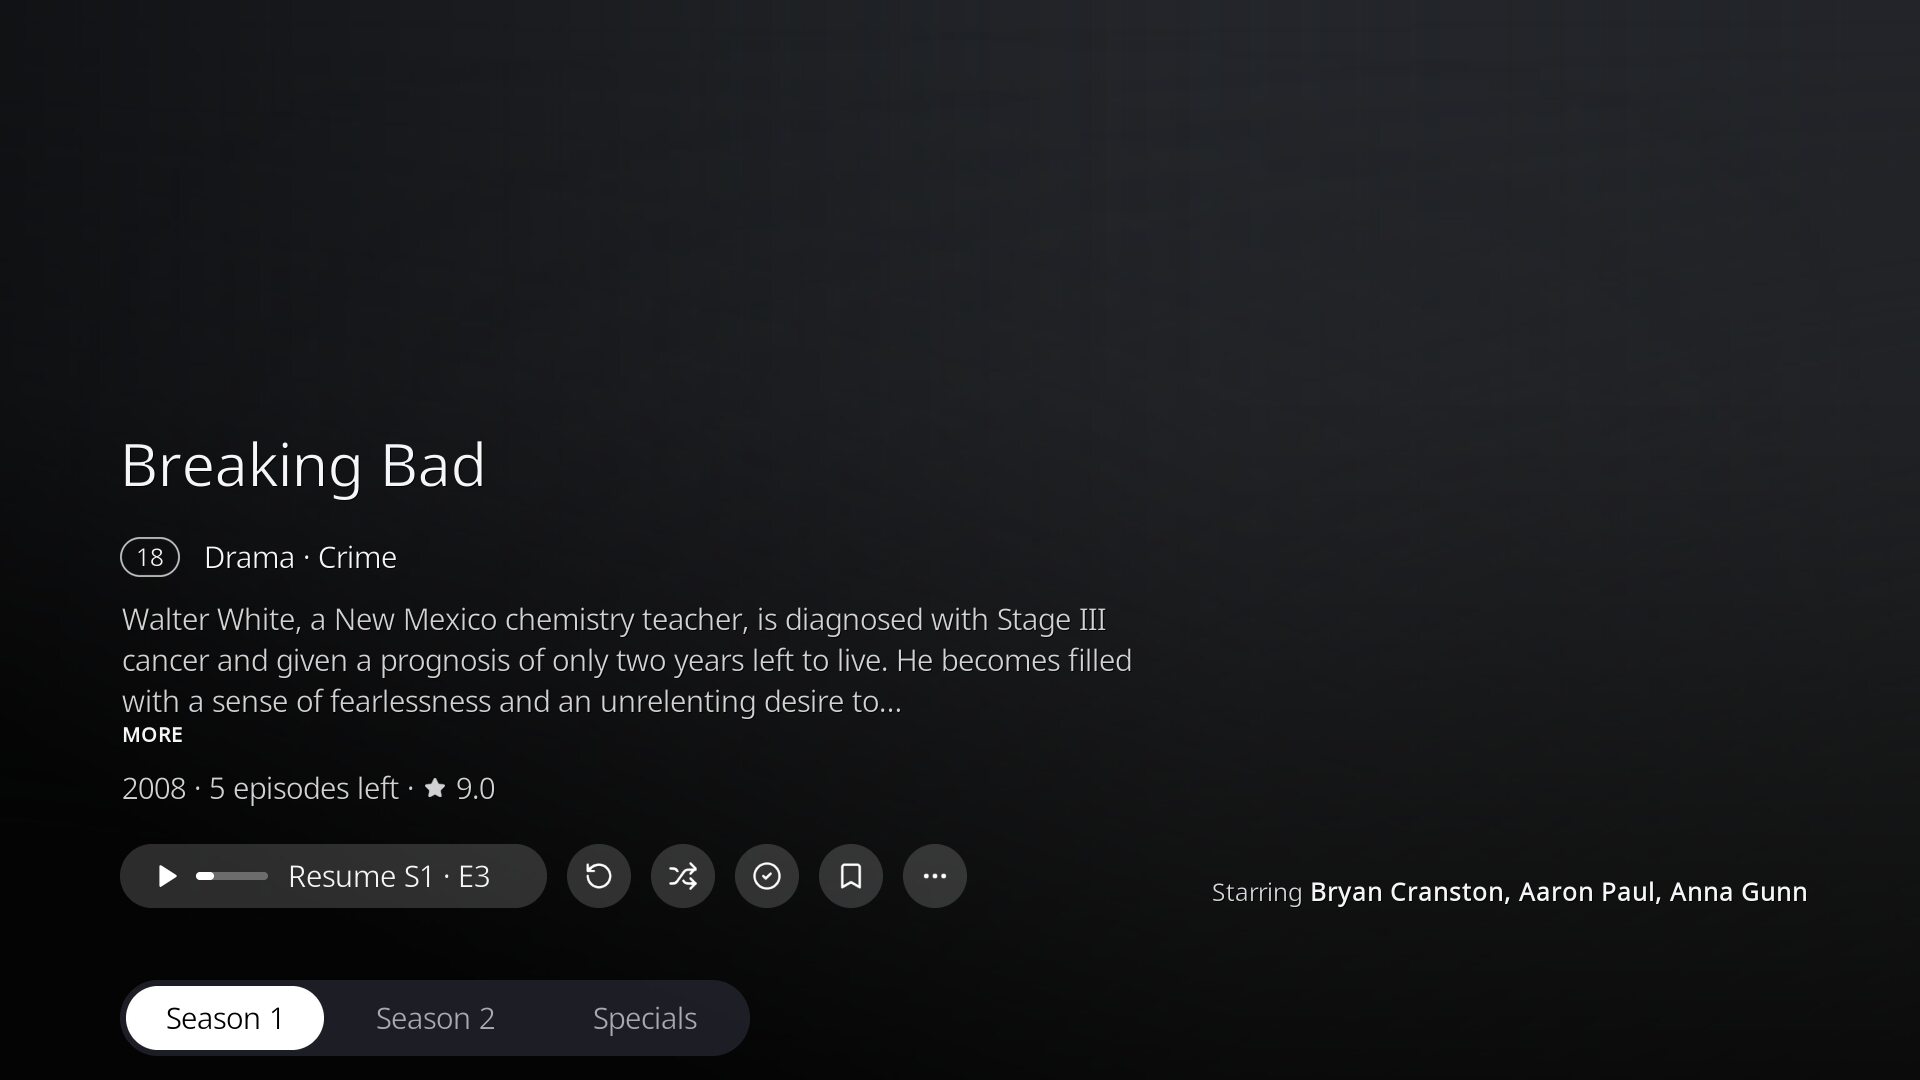 Breaking Bad
18 Drama · Crime
Walter White, a New Mexico chemistry teacher, is diagnosed with Stage III
cancer and given a prognosis of only two years left to live. He becomes filled
with a sense of fearlessness and an unrelenting desire to...
MORE
2008 · 5 episodes left · ★ 9.0
Resume S1 · E3
Starring Bryan Cranston, Aaron Paul, Anna Gunn
Season 1 Season 2 Specials